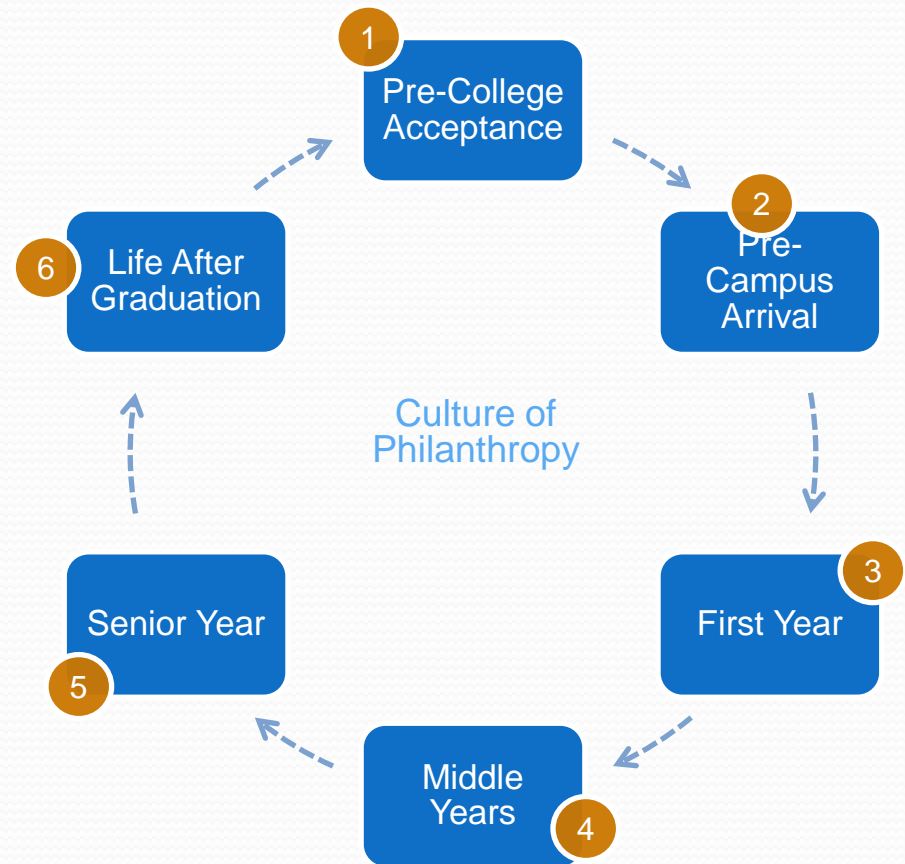 1
Pre-College
Acceptance
2
Pre-
Campus
Arrival
3
First Year
4
Middle
Years
5
Senior Year
6
Life After
Graduation
Culture of
Philanthropy